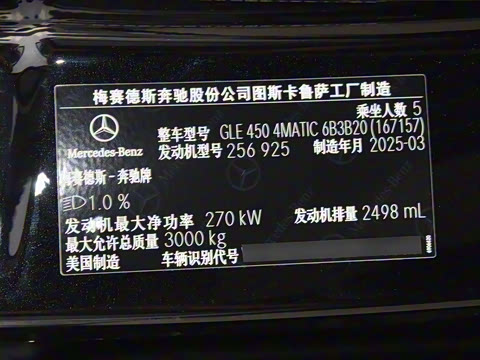 梅赛德斯奔驰股份公司图斯卡鲁萨工厂制造
乘坐人数 5
整车型号 GLE 450 4MATIC 6B3B20 (167157)
Mercedes-Benz
发动机型号 256 925 制造年月 2025-03
梅赛德斯－奔驰牌
1.0 %
发动机最大净功率 270 kW 发动机排量 2498 mL
最大允许总质量 3000 kg
美国制造 车辆识别代号